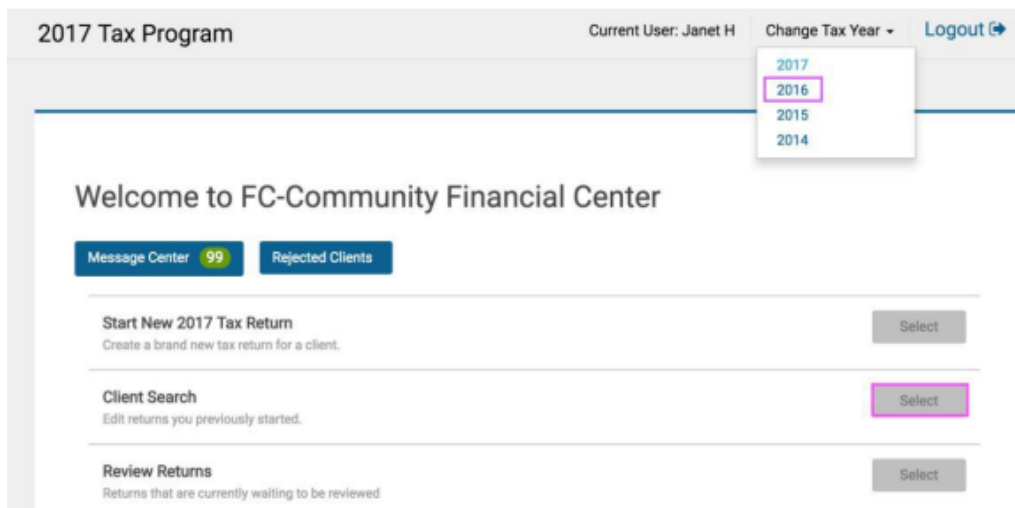 2017 Tax Program
Current User: Janet H
Change Tax Year
Logout
2017
2016
2015
2014
Welcome to FC-Community Financial Center
Message Center 99
Rejected Clients
Start New 2017 Tax Return
Select
Create a brand new tax return for a client.
Client Search
Select
Edit returns you previously started.
Review Returns
Select
Returns that are currently waiting to be reviewed